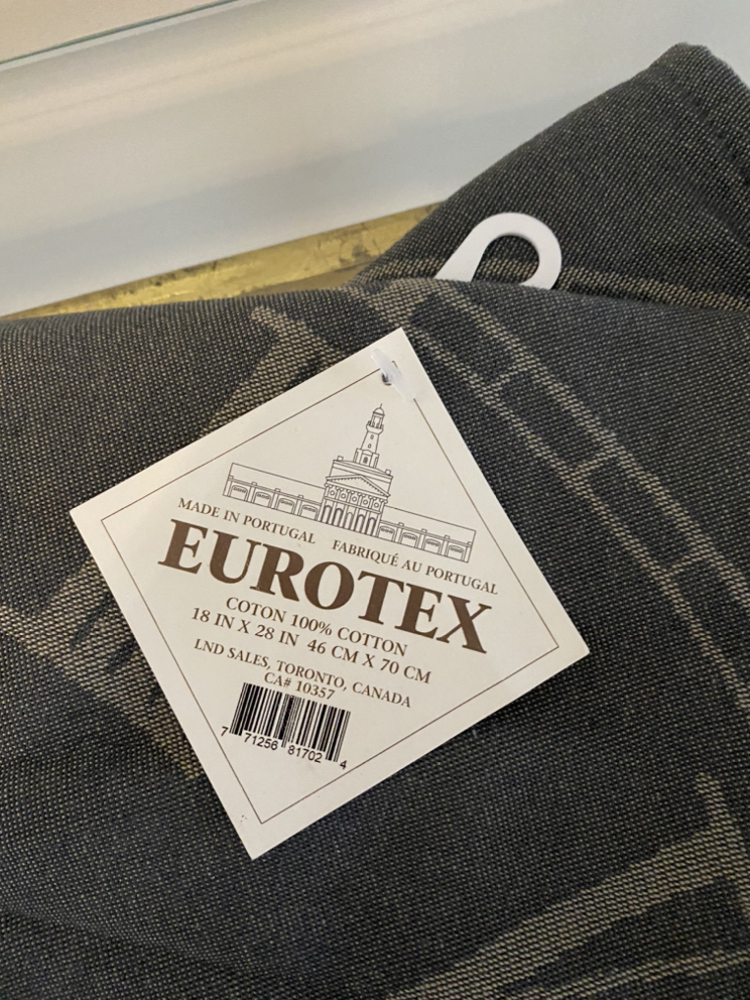 MADE IN PORTUGAL FABRIQUÉ AU PORTUGAL
EUROTEX
COTON 100% COTTON
18 IN X 28 IN 46 CM X 70 CM
LND SALES, TORONTO, CANADA
CA# 10357
7 71256 81702 4